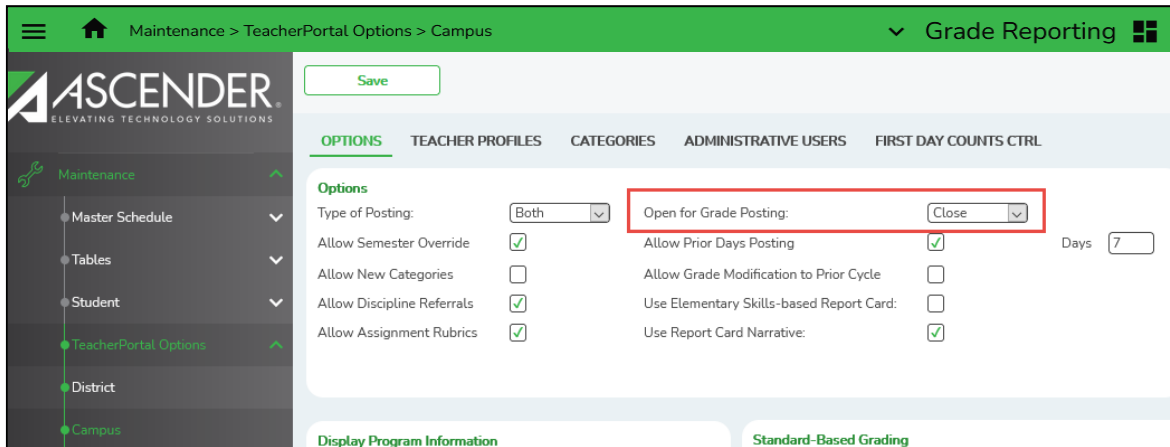 Maintenance > TeacherPortal Options > Campus
Grade Reporting
ASCENDER®
ELEVATING TECHNOLOGY SOLUTIONS
Maintenance
Master Schedule
Tables
Student
TeacherPortal Options
District
Campus
Save
OPTIONS TEACHER PROFILES CATEGORIES ADMINISTRATIVE USERS FIRST DAY COUNTS CTRL
Options
Type of Posting: Both Open for Grade Posting: Close
Allow Semester Override Allow Prior Days Posting Days 7
Allow New Categories Allow Grade Modification to Prior Cycle
Allow Discipline Referrals Use Elementary Skills-based Report Card:
Allow Assignment Rubrics Use Report Card Narrative:
Display Program Information Standard-Based Grading